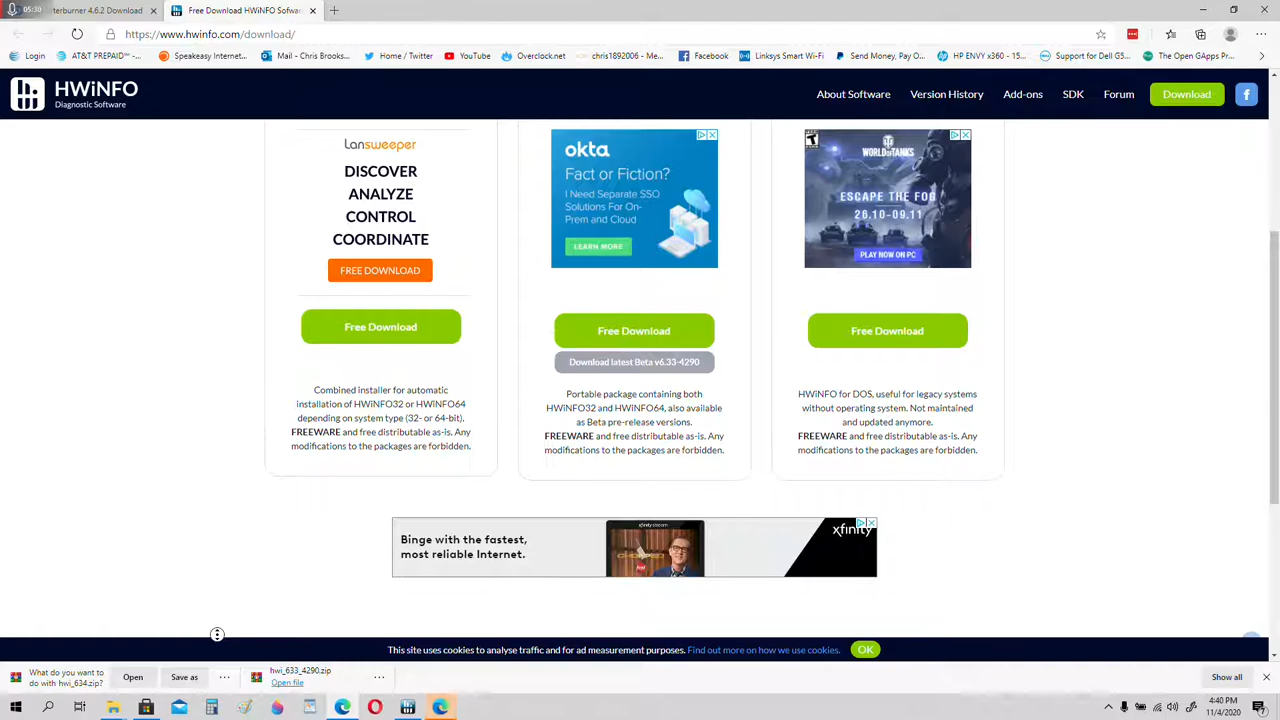 05:30
terburner 4.6.2 Download
Free Download HWiNFO Sofwa
https://www.hwinfo.com/download/
Login
AT&T PREPAID™ -...
Speakeasy Internet...
Mail - Chris Brooks...
Home / Twitter
YouTube
Overclock.net
chris1892006 - Me...
Facebook
Linksys Smart Wi-Fi
Send Money, Pay O...
HP ENVY x360 - 15...
Support for Dell G5...
The Open GApps Pr...
HWiNFO
Diagnostic Software
About Software
Version History
Add-ons
SDK
Forum
Download
f
Lansweeper
DISCOVER
ANALYZE
CONTROL
COORDINATE
FREE DOWNLOAD
Free Download
Combined installer for automatic
installation of HWiNFO32 or HWiNFO64
depending on system type (32- or 64-bit).
FREEWARE and free distributable as-is. Any
modifications to the packages are forbidden.
okta
Fact or Fiction?
I Need Separate SSO
Solutions For On-
Prem and Cloud
LEARN MORE
Free Download
Download latest Beta v6.33-4290
Portable package containing both
HWiNFO32 and HWiNFO64, also available
as Beta pre-release versions.
FREEWARE and free distributable as-is. Any
modifications to the packages are forbidden.
T
WORLD OF TANKS
ESCAPE THE FOG
26.10-09.11
PLAY NOW ON PC
Free Download
HWiNFO for DOS, useful for legacy systems
without operating system. Not maintained
and updated anymore.
FREEWARE and free distributable as-is. Any
modifications to the packages are forbidden.
Binge with the fastest,
most reliable Internet.
xfinity stream
CHOPPED
xfinity
This site uses cookies to analyse traffic and for ad measurement purposes. Find out more on how we use cookies.
OK
What do you want to
do with hwi_634.zip?
Open
Save as
...
hwi_633_4290.zip
Open file
...
Show all
4:40 PM
11/4/2020